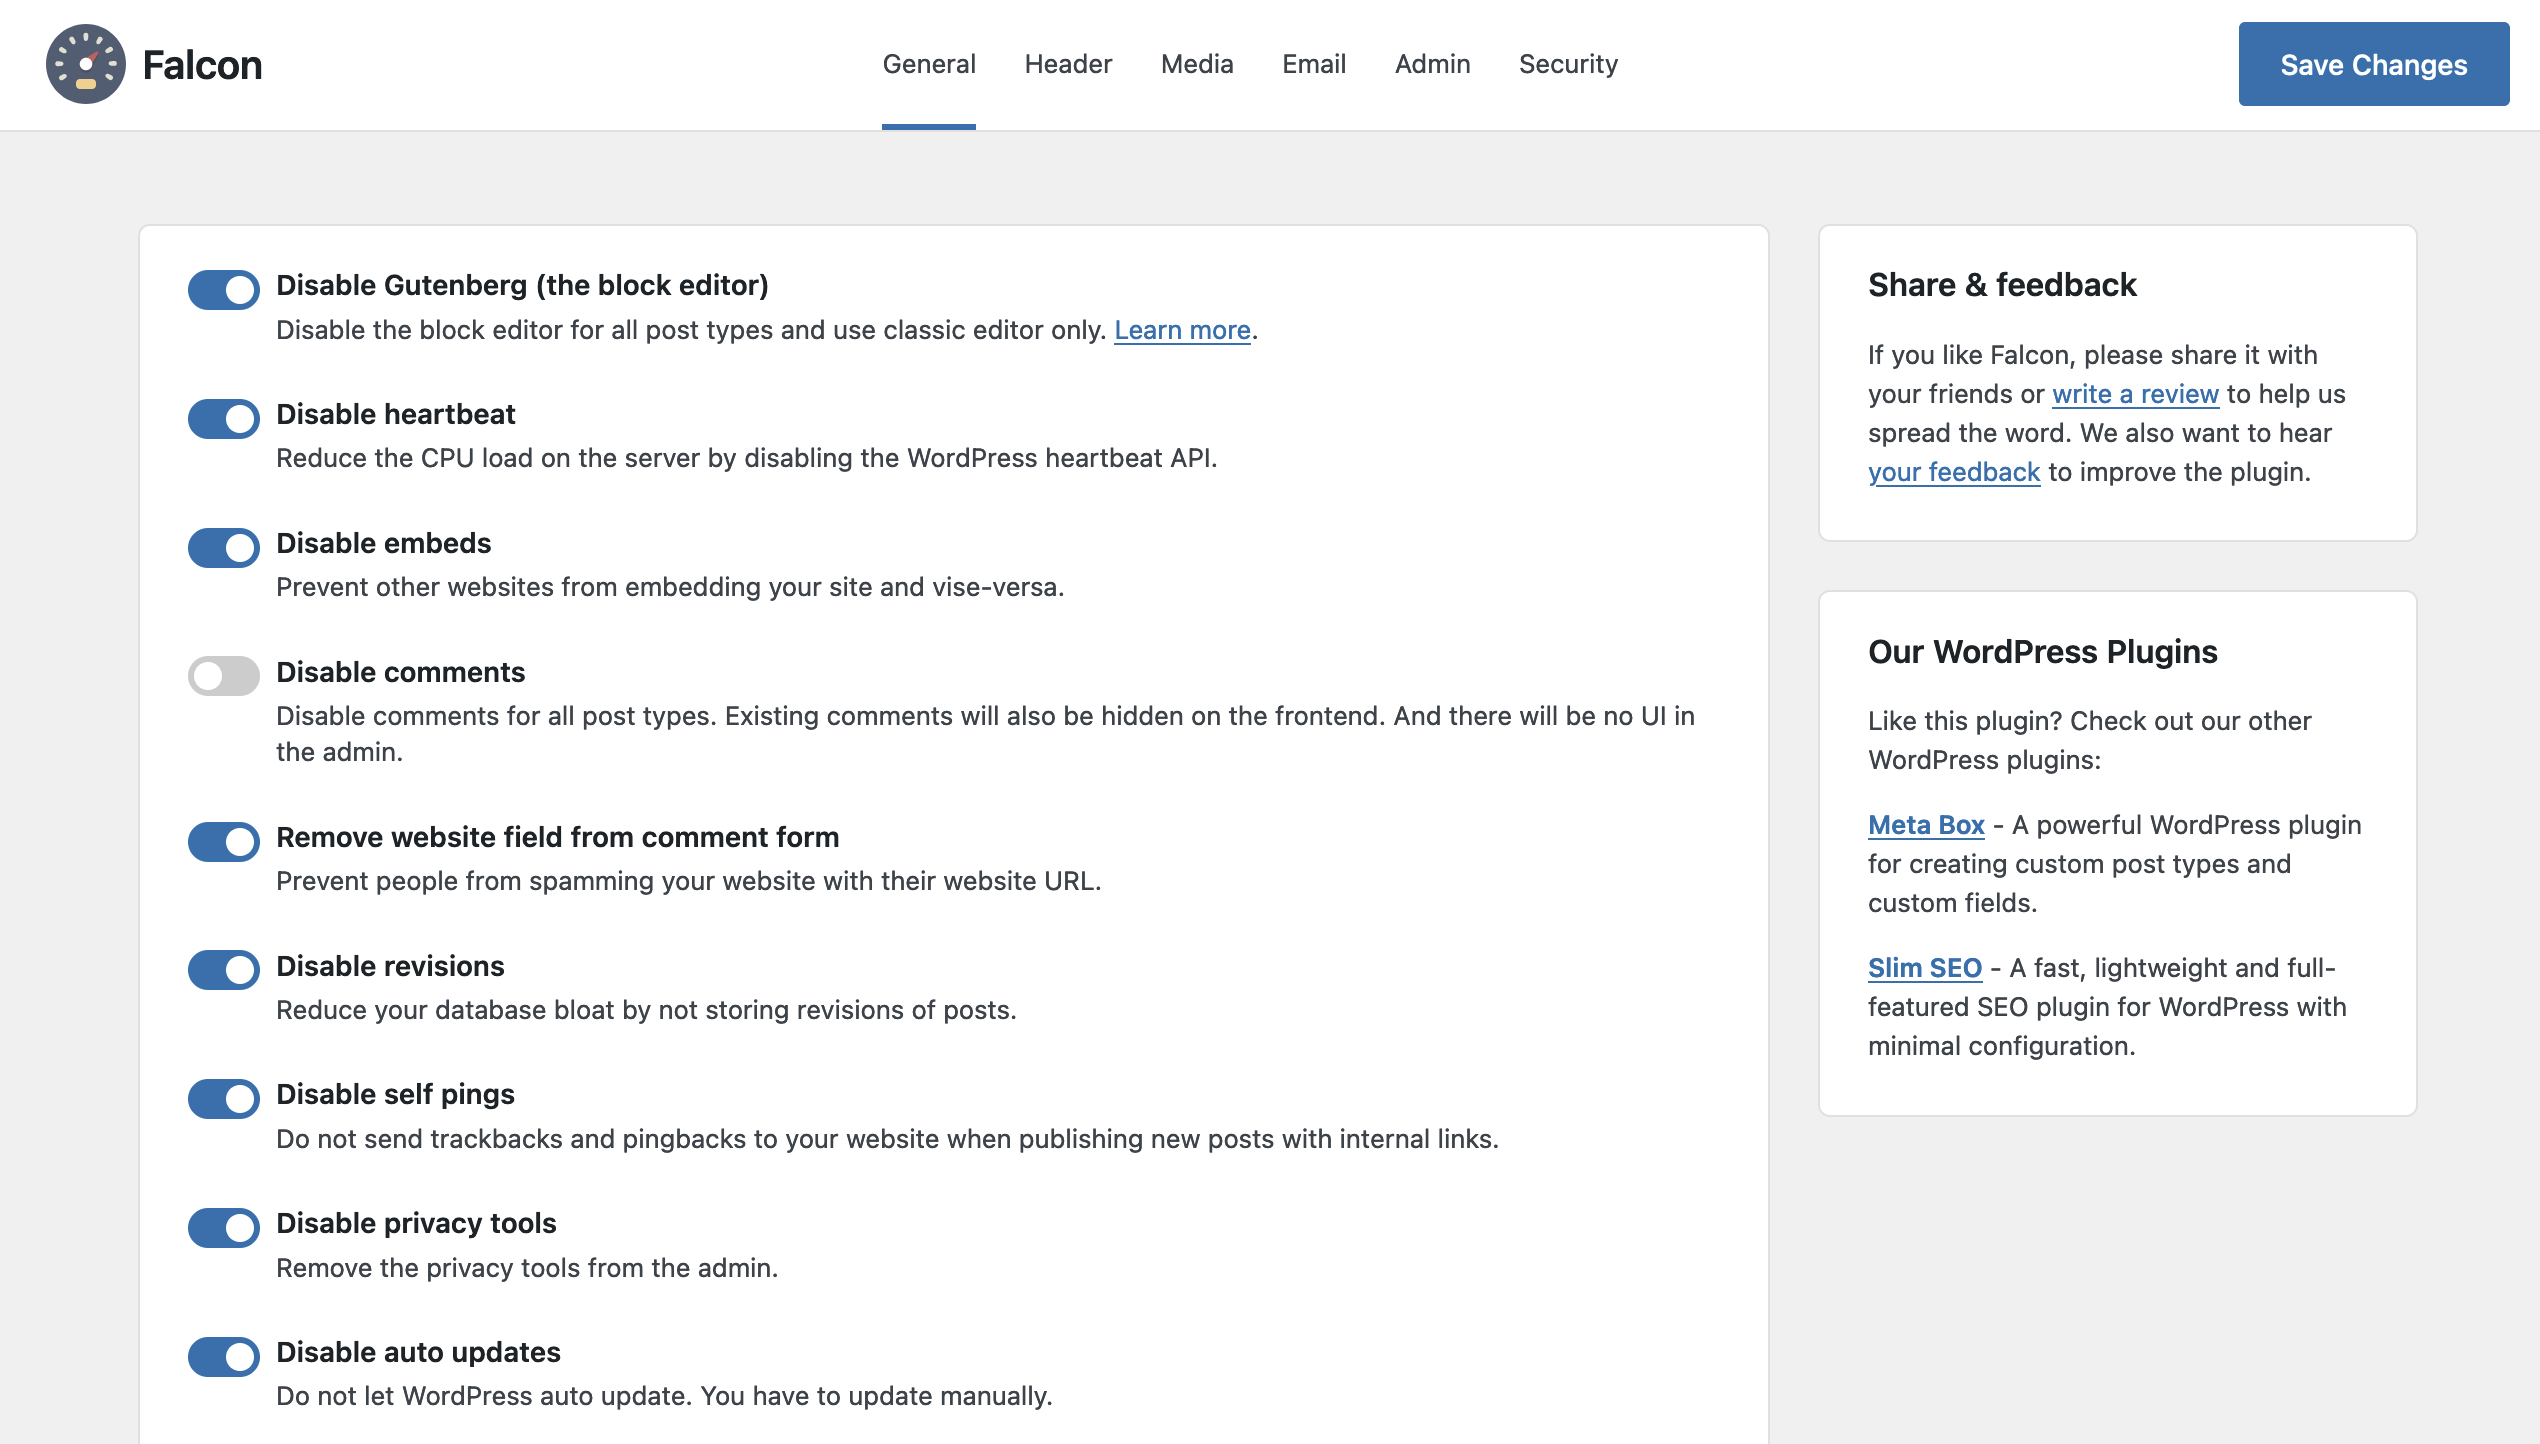 Falcon
General
Header
Media
Email
Admin
Security
Save Changes
Disable Gutenberg (the block editor)
Disable the block editor for all post types and use classic editor only. Learn more.
Disable heartbeat
Reduce the CPU load on the server by disabling the WordPress heartbeat API.
Disable embeds
Prevent other websites from embedding your site and vise-versa.
Disable comments
Disable comments for all post types. Existing comments will also be hidden on the frontend. And there will be no UI in
the admin.
Remove website field from comment form
Prevent people from spamming your website with their website URL.
Disable revisions
Reduce your database bloat by not storing revisions of posts.
Disable self pings
Do not send trackbacks and pingbacks to your website when publishing new posts with internal links.
Disable privacy tools
Remove the privacy tools from the admin.
Disable auto updates
Do not let WordPress auto update. You have to update manually.
Share & feedback
If you like Falcon, please share it with
your friends or write a review to help us
spread the word. We also want to hear
your feedback to improve the plugin.
Our WordPress Plugins
Like this plugin? Check out our other
WordPress plugins:
Meta Box - A powerful WordPress plugin
for creating custom post types and
custom fields.
Slim SEO - A fast, lightweight and full-
featured SEO plugin for WordPress with
minimal configuration.